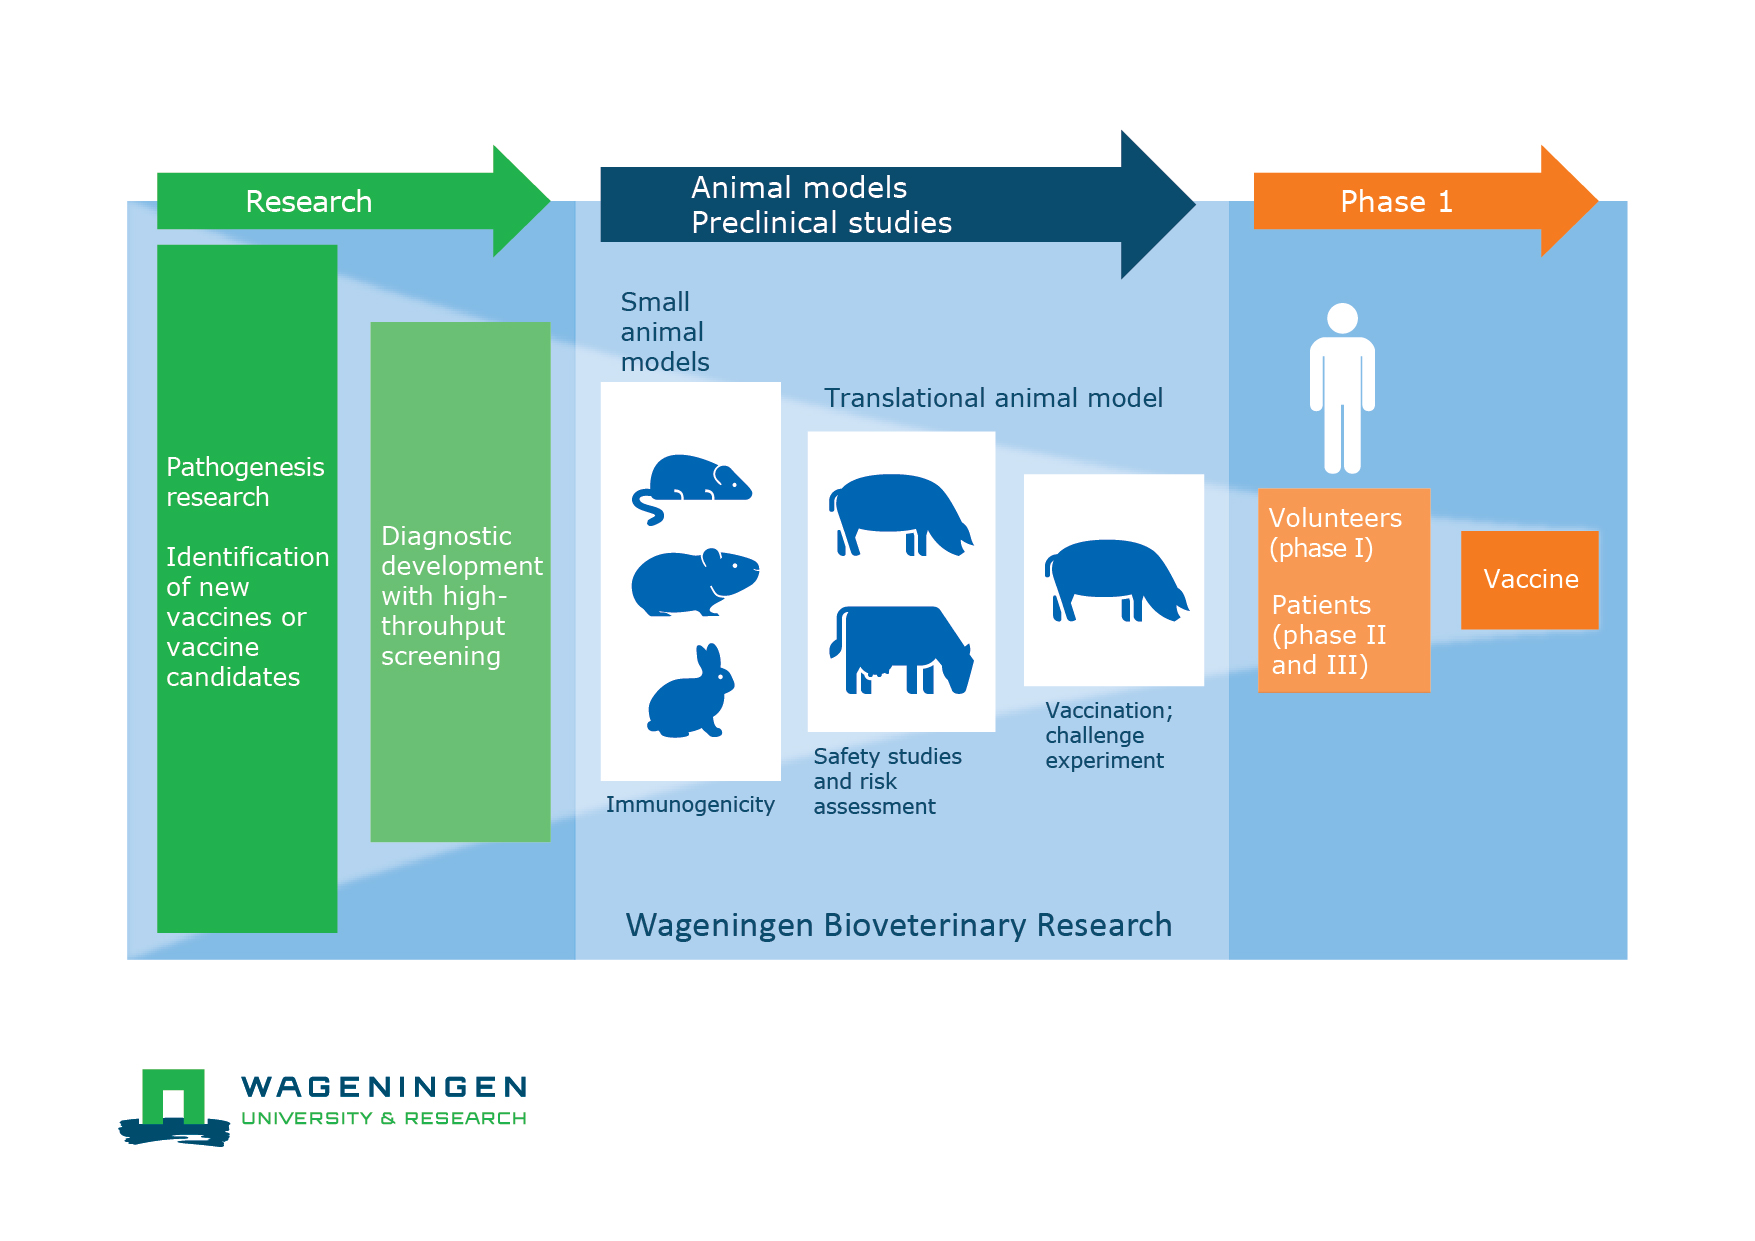 Research
Animal models
Preclinical studies
Phase 1
Pathogenesis
research
Identification
of new
vaccines or
vaccine
candidates
Diagnostic
development
with high-
throuhput
screening
Small
animal
models
Immunogenicity
Translational animal model
Safety studies
and risk
assessment
Vaccination;
challenge
experiment
Volunteers
(phase I)
Patients
(phase II
and III)
Vaccine
Wageningen Bioveterinary Research
WAGENINGEN
UNIVERSITY & RESEARCH